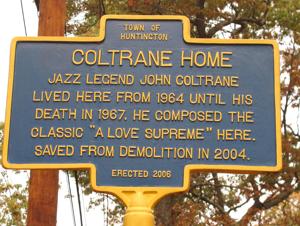 TOWN OF
HUNTINGTON
COLTRANE HOME
JAZZ LEGEND JOHN COLTRANE
LIVED HERE FROM 1964 UNTIL HIS
DEATH IN 1967. HE COMPOSED THE
CLASSIC "A LOVE SUPREME" HERE.
SAVED FROM DEMOLITION IN 2004.
ERECTED 2006